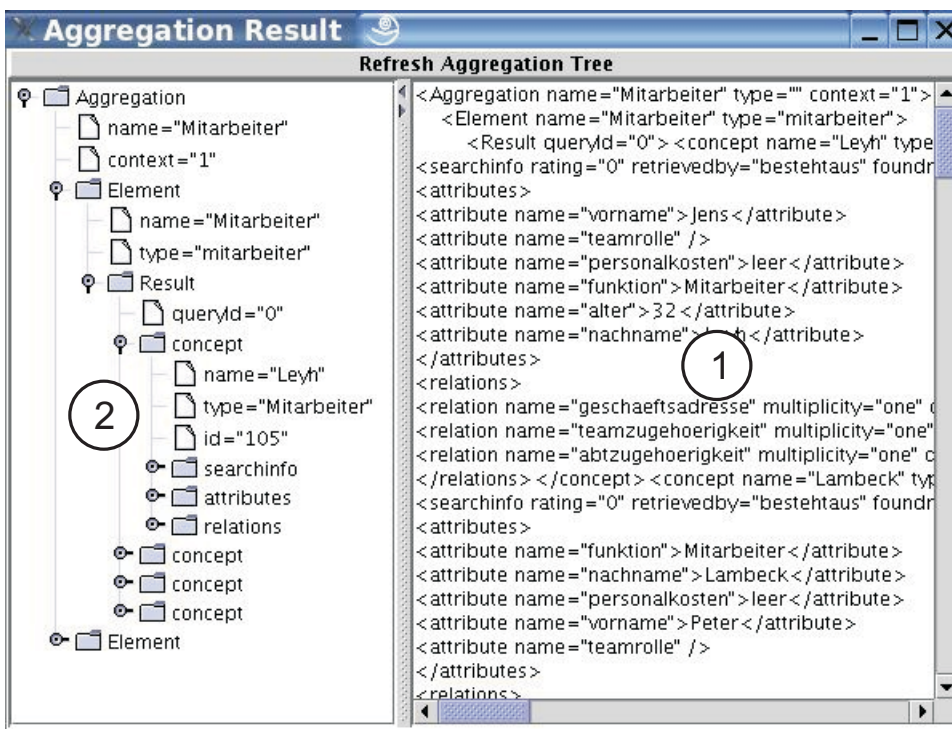 Aggregation Result
Refresh Aggregation Tree
Aggregation
name="Mitarbeiter"
context="1"
Element
name="Mitarbeiter"
type="mitarbeiter"
Result
queryId="0"
concept
name="Leyh"
type="Mitarbeiter"
id="105"
searchinfo
attributes
relations
concept
concept
concept
Element
2
<Aggregation name="Mitarbeiter" type="" context="1">
<Element name="Mitarbeiter" type="mitarbeiter">
<Result queryId="0"> <concept name="Leyh" type
<searchinfo rating="0" retrievedby="bestehtaus" foundr
<attributes>
<attribute name="vorname">Jens</attribute>
<attribute name="teamrolle" />
<attribute name="personalkosten">leer</attribute>
<attribute name="funktion">Mitarbeiter</attribute>
<attribute name="alter">32</attribute>
<attribute name="nachname"></attribute>
</attributes>
<relations>
<relation name="geschaeftsadresse" multiplicity="one"
<relation name="teamzugehoerigkeit" multiplicity="one"
<relation name="abtzugehoerigkeit" multiplicity="one" c
</relations> </concept> <concept name="Lambeck" typ
<searchinfo rating="0" retrievedby="bestehtaus" foundr
<attributes>
<attribute name="funktion">Mitarbeiter</attribute>
<attribute name="nachname">Lambeck</attribute>
<attribute name="personalkosten">leer</attribute>
<attribute name="vorname">Peter</attribute>
<attribute name="teamrolle" />
</attributes>
<relations>
1